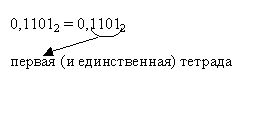 0,1101₂ = 0,1101₂
первая (и единственная) тетрада